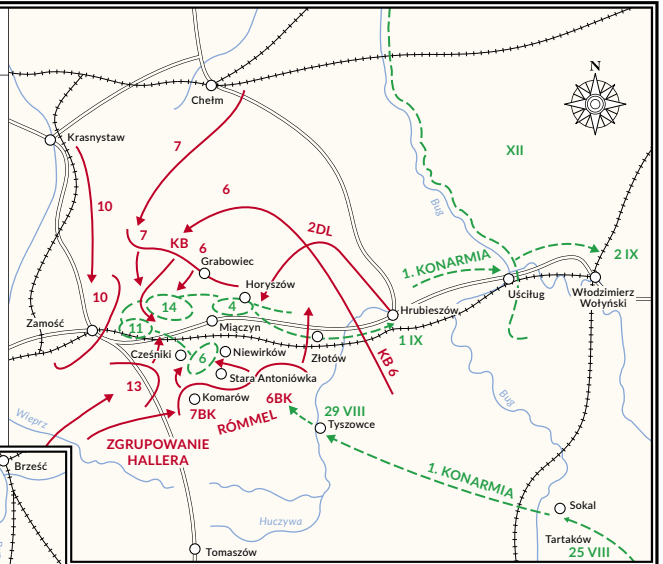 N
Chełm
Krasnystaw
7
XII
10
6
Bug
7
KB
6
2DL
Grabowiec
1. KONARMIA
2 IX
10
Horyszów
14
4
Uściług
Włodzimierz
Wołyński
Zamość
11
Miączyn
Hrubieszów
1 IX
Cześniki
6
Niewirków
Złotów
KB 6
Stara Antoniówka
13
Komarów
6BK
7BK
RÓMMEL
29 VIII
Bug
Wieprz
Tyszowce
ZGRUPOWANIE
HALLERA
Brześć
1. KONARMIA
Sokal
Huczywa
Tartaków
Tomaszów
25 VIII